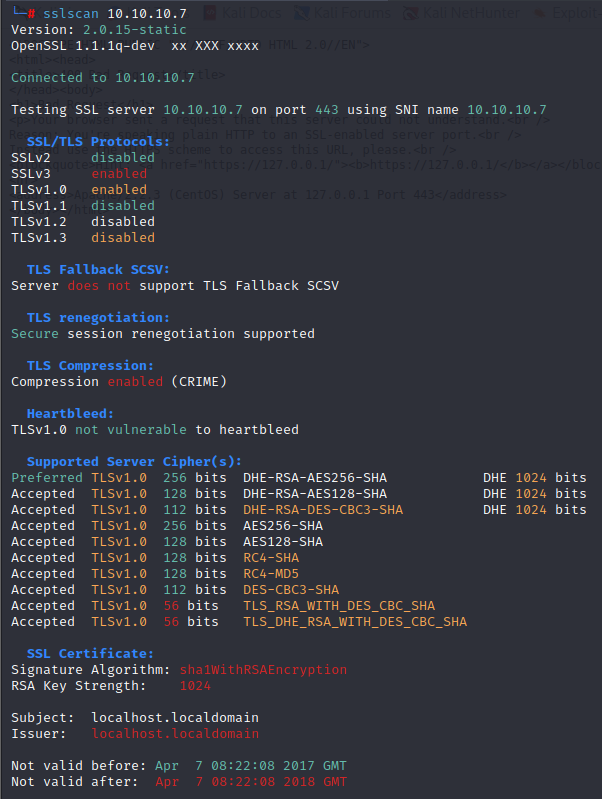 # sslscan 10.10.10.7
Version: 2.0.15-static
OpenSSL 1.1.1q-dev  xx XXX xxxx
Connected to 10.10.10.7
Testing SSL server 10.10.10.7 on port 443 using SNI name 10.10.10.7
  SSL/TLS Protocols:
SSLv2     disabled
SSLv3     enabled
TLSv1.0   enabled
TLSv1.1   disabled
TLSv1.2   disabled
TLSv1.3   disabled
  TLS Fallback SCSV:
Server does not support TLS Fallback SCSV
  TLS renegotiation:
Secure session renegotiation supported
  TLS Compression:
Compression enabled (CRIME)
  Heartbleed:
TLSv1.0 not vulnerable to heartbleed
  Supported Server Cipher(s):
Preferred TLSv1.0  256 bits  DHE-RSA-AES256-SHA            DHE 1024 bits
Accepted  TLSv1.0  128 bits  DHE-RSA-AES128-SHA            DHE 1024 bits
Accepted  TLSv1.0  112 bits  DHE-RSA-DES-CBC3-SHA          DHE 1024 bits
Accepted  TLSv1.0  256 bits  AES256-SHA
Accepted  TLSv1.0  128 bits  AES128-SHA
Accepted  TLSv1.0  128 bits  RC4-SHA
Accepted  TLSv1.0  128 bits  RC4-MD5
Accepted  TLSv1.0  112 bits  DES-CBC3-SHA
Accepted  TLSv1.0  56 bits   TLS_RSA_WITH_DES_CBC_SHA
Accepted  TLSv1.0  56 bits   TLS_DHE_RSA_WITH_DES_CBC_SHA
  SSL Certificate:
Signature Algorithm: sha1WithRSAEncryption
RSA Key Strength:    1024
Subject:  localhost.localdomain
Issuer:   localhost.localdomain
Not valid before: Apr  7 08:22:08 2017 GMT
Not valid after:  Apr  7 08:22:08 2018 GMT